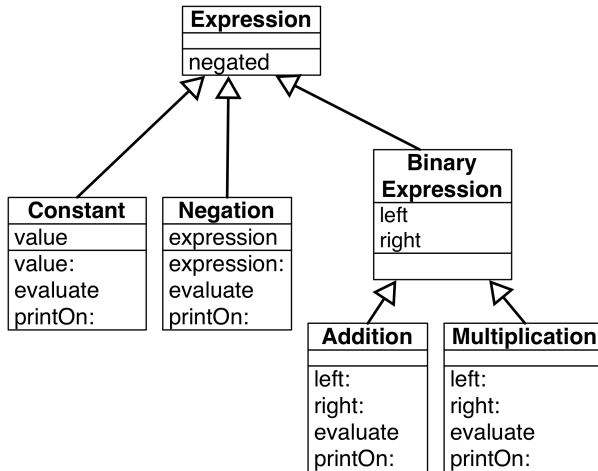 Expression
negated
Binary
Expression
left
right
Constant
value
value:
evaluate
printOn:
Negation
expression
expression:
evaluate
printOn:
Addition
left:
right:
evaluate
printOn:
Multiplication
left:
right:
evaluate
printOn: